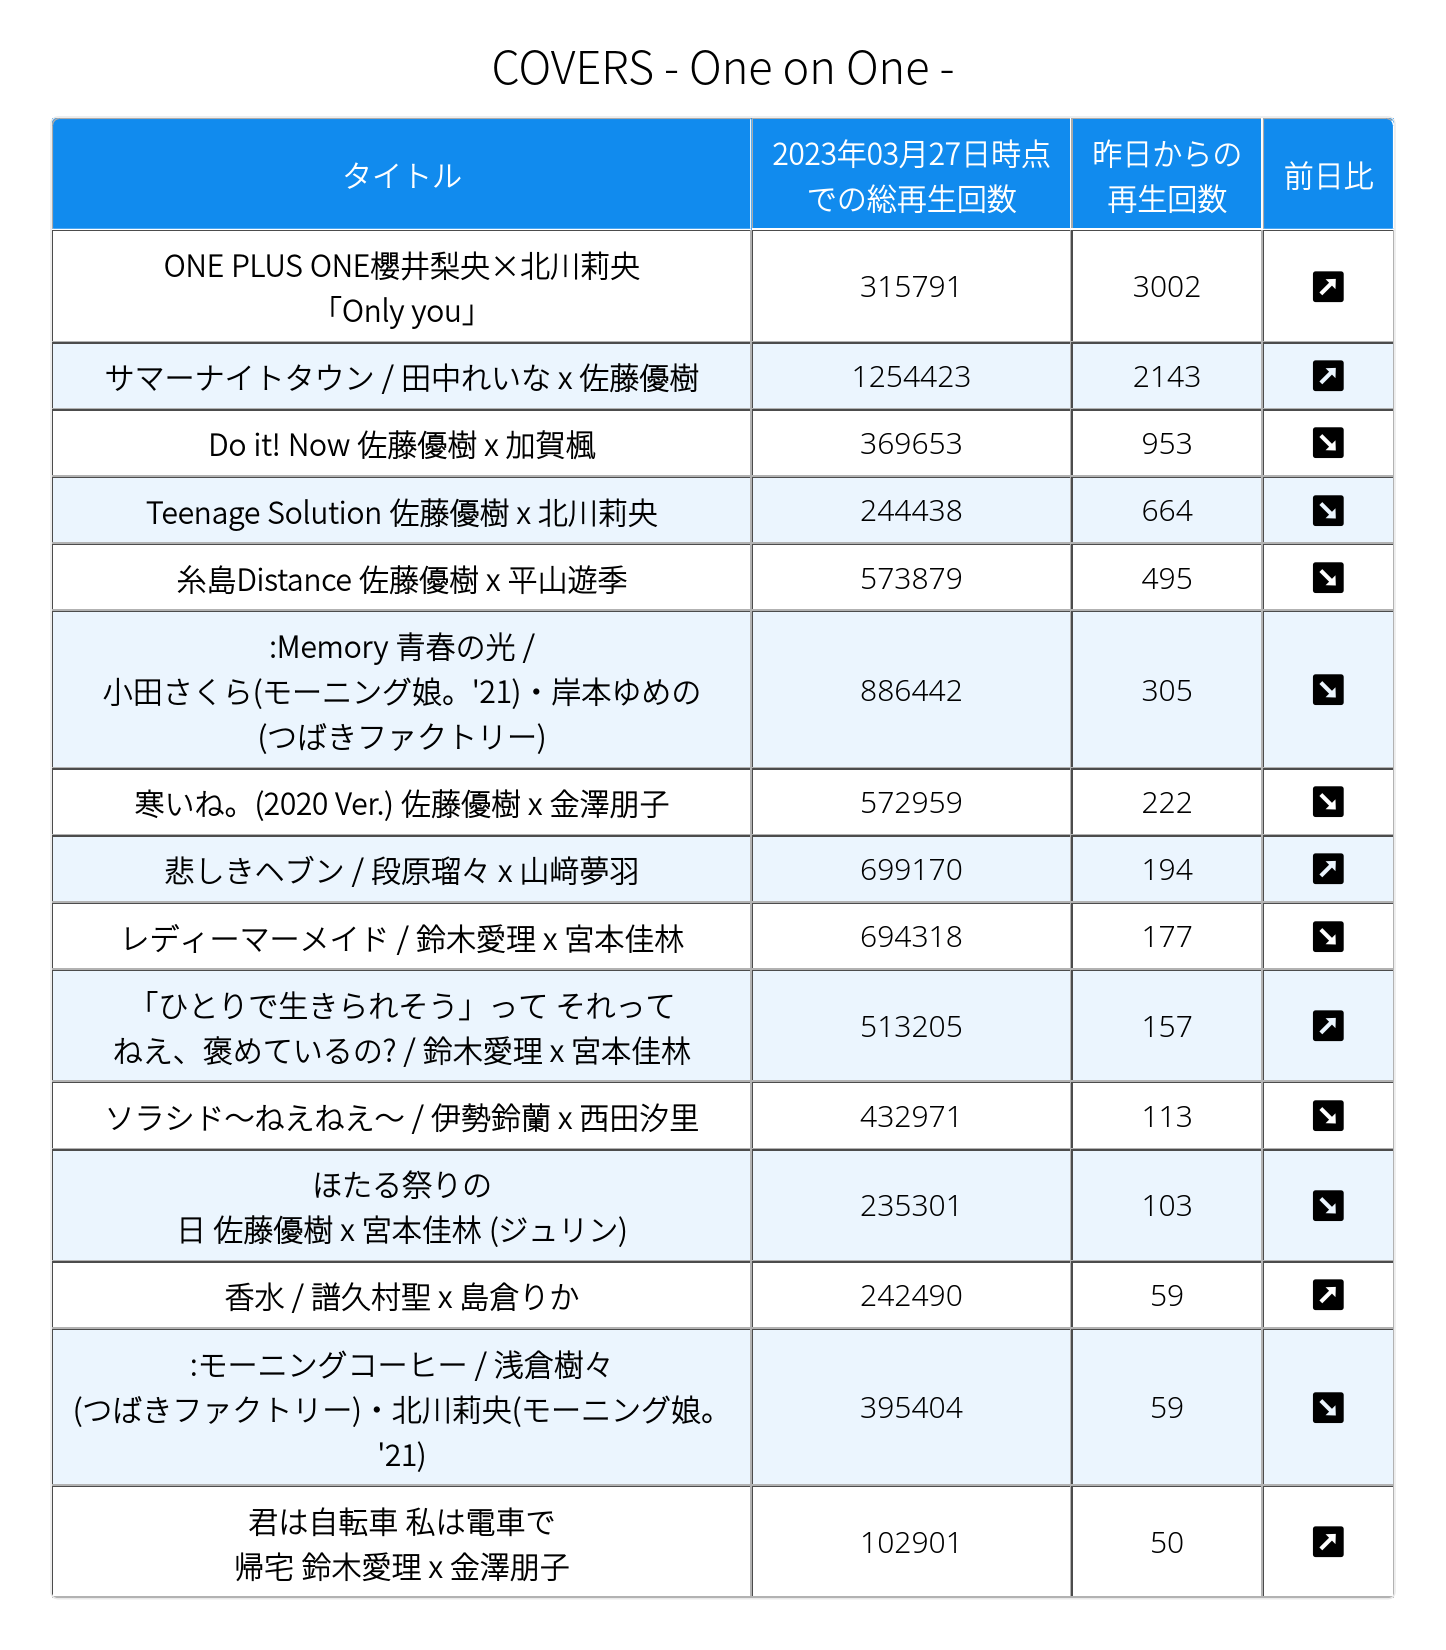 COVERS - One on One -
タイトル
2023年03月27日時点
での総再生回数
昨日からの
再生回数
前日比
ONE PLUS ONE櫻井梨央×北川莉央
「Only you」
315791
3002
サマーナイトタウン / 田中れいな x 佐藤優樹
1254423
2143
Do it! Now 佐藤優樹 x 加賀楓
369653
953
Teenage Solution 佐藤優樹 x 北川莉央
244438
664
糸島Distance 佐藤優樹 x 平山遊季
573879
495
:Memory 青春の光 /
小田さくら(モーニング娘。'21)・岸本ゆめの
(つばきファクトリー)
886442
305
寒いね。(2020 Ver.) 佐藤優樹 x 金澤朋子
572959
222
悲しきヘブン / 段原瑠々 x 山﨑夢羽
699170
194
レディーマーメイド / 鈴木愛理 x 宮本佳林
694318
177
「ひとりで生きられそう」って それって
ねえ、褒めているの? / 鈴木愛理 x 宮本佳林
513205
157
ソラシド～ねえねえ～ / 伊勢鈴蘭 x 西田汐里
432971
113
ほたる祭りの
日 佐藤優樹 x 宮本佳林 (ジュリン)
235301
103
香水 / 譜久村聖 x 島倉りか
242490
59
:モーニングコーヒー / 浅倉樹々
(つばきファクトリー)・北川莉央(モーニング娘。
'21)
395404
59
君は自転車 私は電車で
帰宅 鈴木愛理 x 金澤朋子
102901
50